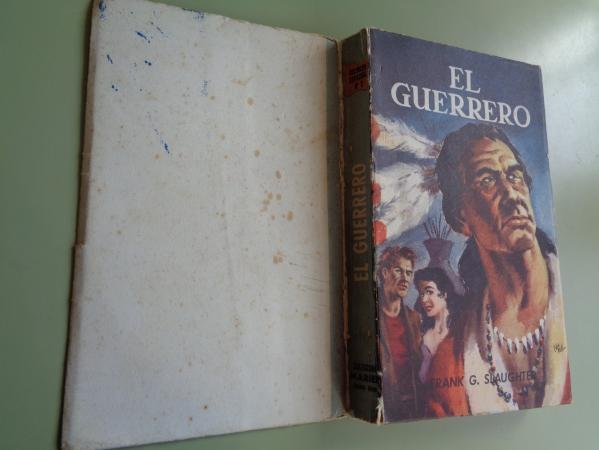 EL
GUERRERO
FRANK G. SLAUGHTER
EL GUERRERO